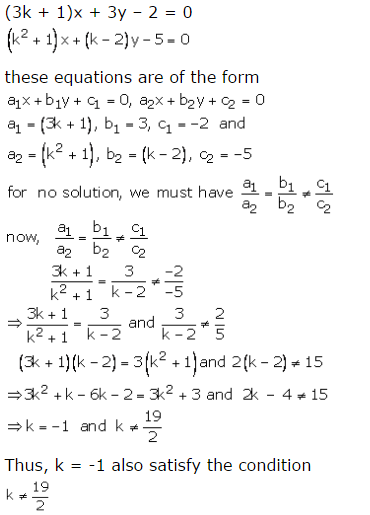 (3k + 1)x + 3y – 2 = 0
(k² + 1)x + (k – 2)y – 5 = 0
these equations are of the form
a₁x + b₁y + c₁ = 0, a₂x + b₂y + c₂ = 0
a₁ = (3k + 1), b₁ = 3, c₁ = –2 and
a₂ = (k² + 1), b₂ = (k – 2), c₂ = –5
for no solution, we must have a₁/a₂ = b₁/b₂ ≠ c₁/c₂
now, a₁/a₂ = b₁/b₂ ≠ c₁/c₂
(3k + 1)/(k² + 1) = 3/(k – 2) ≠ –2/–5
⇒ (3k + 1)/(k² + 1) = 3/(k – 2) and 3/(k – 2) ≠ 2/5
(3k + 1)(k – 2) = 3(k² + 1) and 2(k – 2) ≠ 15
⇒ 3k² + k – 6k – 2 = 3k² + 3 and 2k – 4 ≠ 15
⇒ k = –1 and k ≠ 19/2
Thus, k = -1 also satisfy the condition
k ≠ 19/2